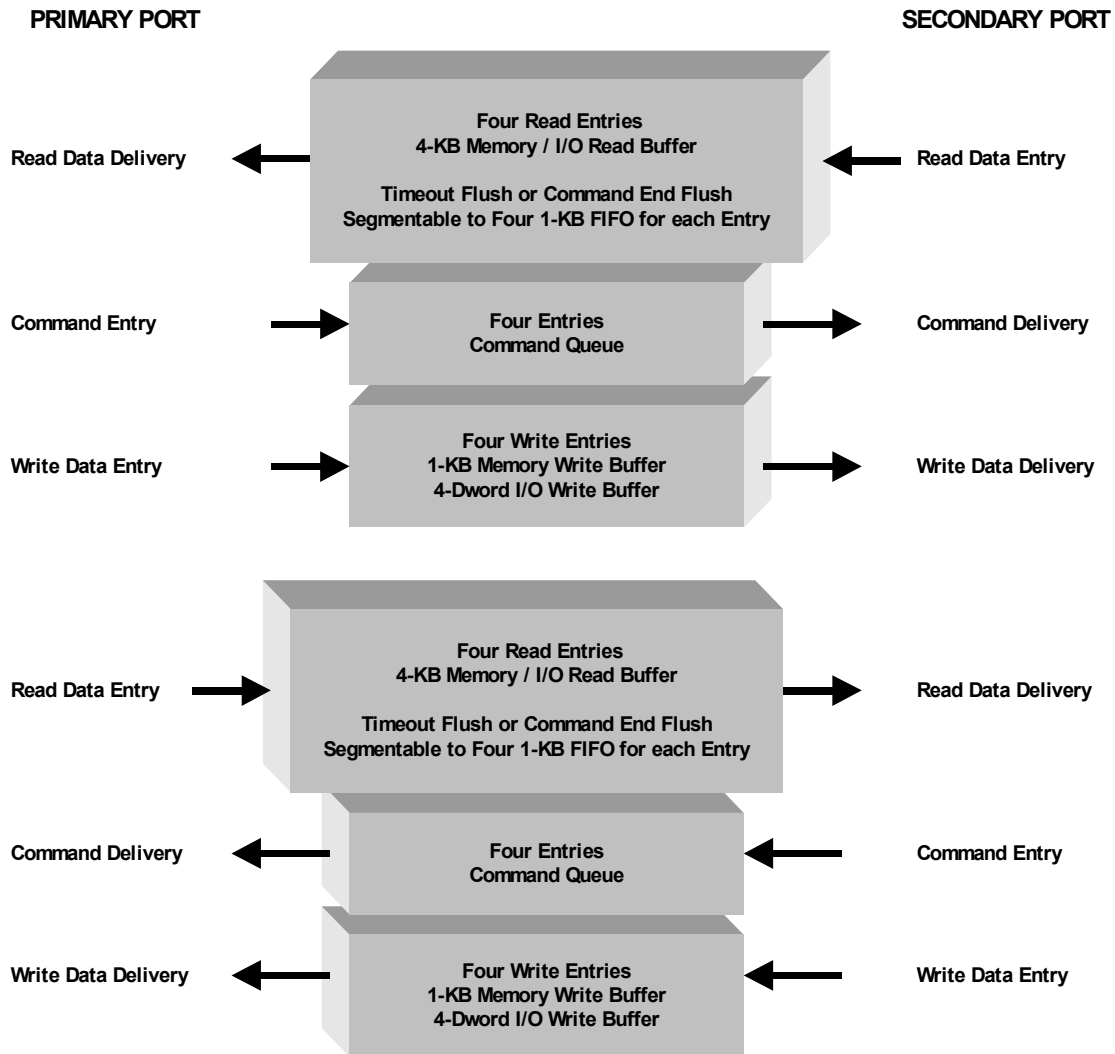 PRIMARY PORT
SECONDARY PORT
Four Read Entries
4-KB Memory / I/O Read Buffer
Timeout Flush or Command End Flush
Segmentable to Four 1-KB FIFO for each Entry
Read Data Delivery
Read Data Entry
Command Entry
Four Entries
Command Queue
Command Delivery
Write Data Entry
Four Write Entries
1-KB Memory Write Buffer
4-Dword I/O Write Buffer
Write Data Delivery
Four Read Entries
4-KB Memory / I/O Read Buffer
Timeout Flush or Command End Flush
Segmentable to Four 1-KB FIFO for each Entry
Read Data Entry
Read Data Delivery
Command Delivery
Four Entries
Command Queue
Command Entry
Write Data Delivery
Four Write Entries
1-KB Memory Write Buffer
4-Dword I/O Write Buffer
Write Data Entry